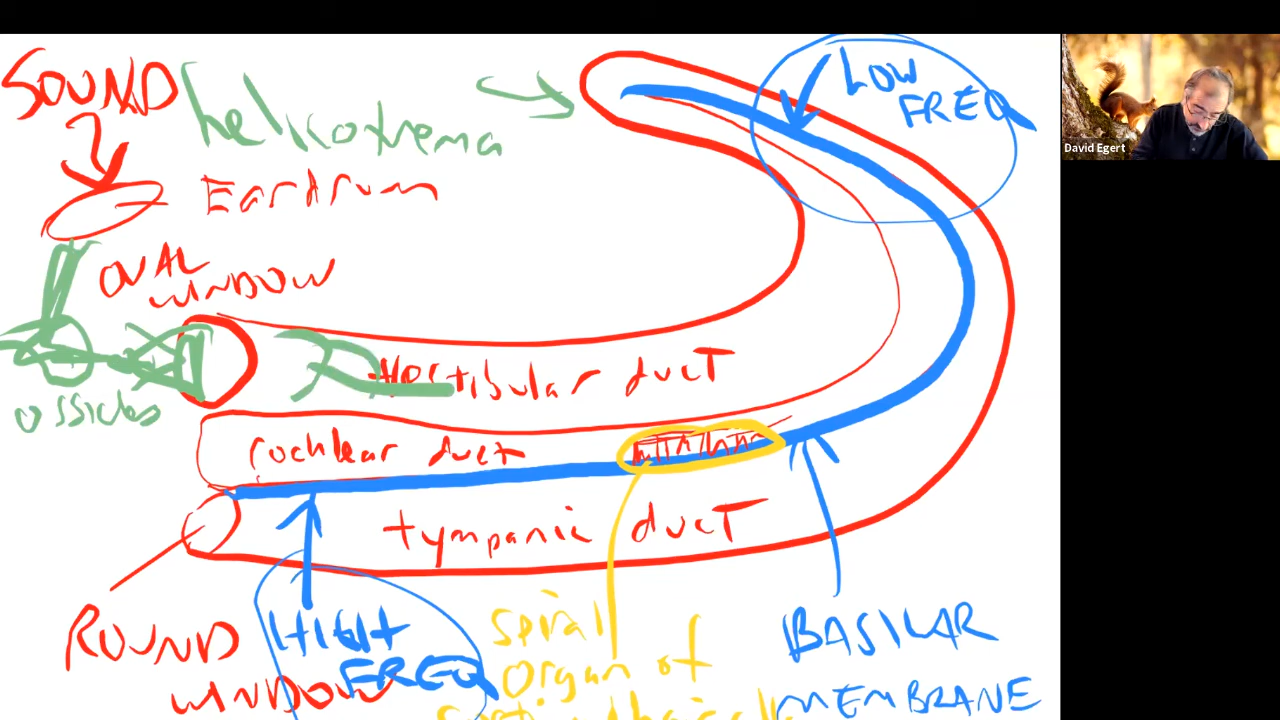 SOUND
helicotrema
LOW
FREQ
David Egert
Eardrum
OVAL
WINDOW
ossicles
vestibular duct
cochlear duct
tympanic duct
ROUND
WINDOW
HIGH
FREQ
spiral
organ of
BASILAR
MEMBRANE